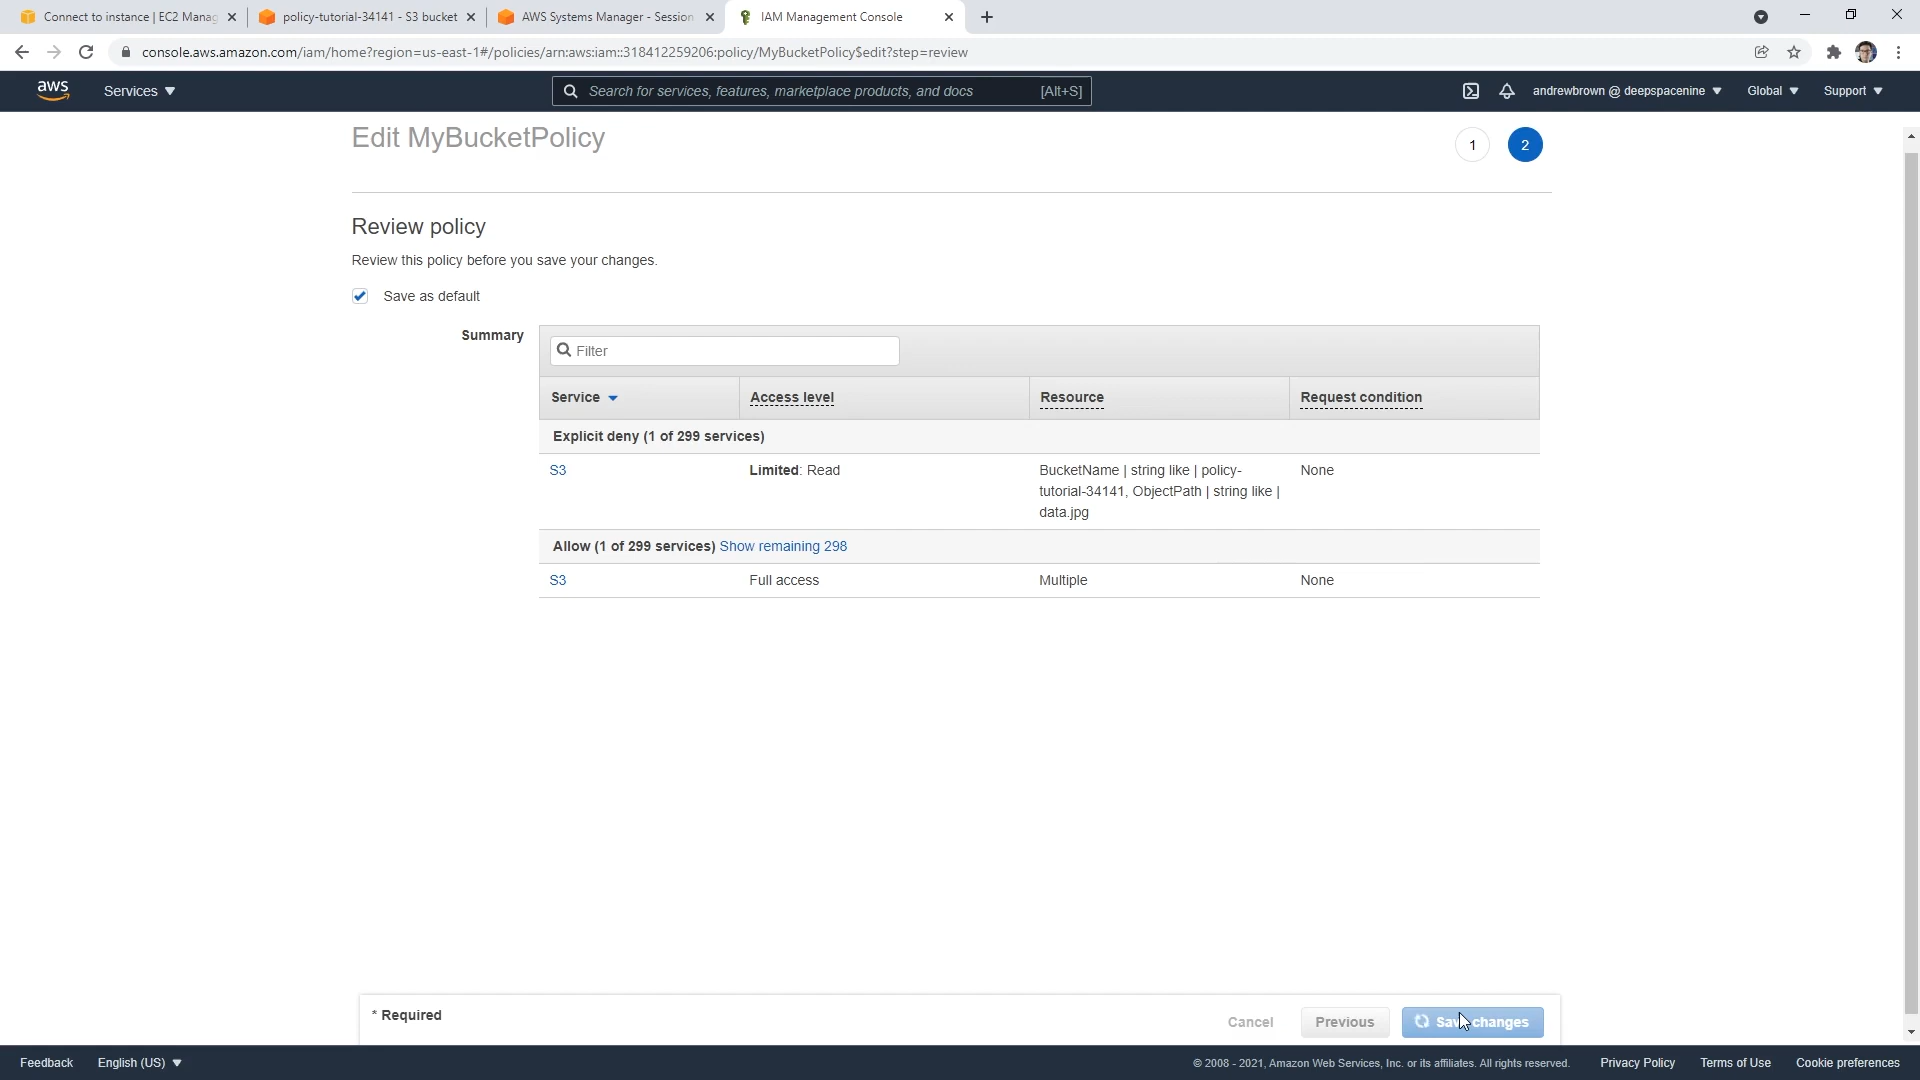 Connect to instance | EC2 Manag
policy-tutorial-34141 - S3 bucket
AWS Systems Manager - Session
IAM Management Console
console.aws.amazon.com/iam/home?region=us-east-1#/policies/arn:aws:iam::318412259206:policy/MyBucketPolicy$edit?step=review
aws
Services
Search for services, features, marketplace products, and docs
[Alt+S]
andrewbrown @ deepspacenine
Global
Support
Edit MyBucketPolicy
1
2
Review policy
Review this policy before you save your changes.
Save as default
Summary
Filter
Service
Access level
Resource
Request condition
Explicit deny (1 of 299 services)
S3
Limited: Read
BucketName | string like | policy-
tutorial-34141, ObjectPath | string like |
data.jpg
None
Allow (1 of 299 services) Show remaining 298
S3
Full access
Multiple
None
* Required
Cancel
Previous
Save changes
Feedback
English (US)
© 2008 - 2021, Amazon Web Services, Inc. or its affiliates. All rights reserved.
Privacy Policy
Terms of Use
Cookie preferences